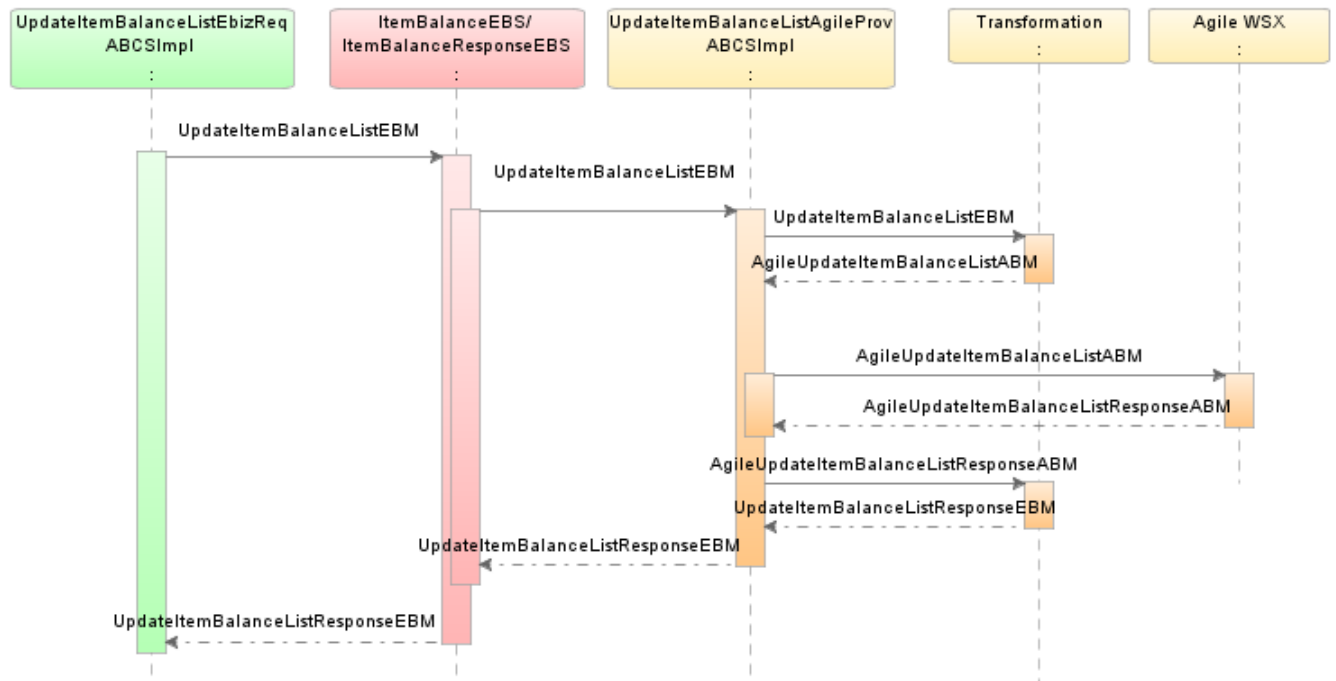 UpdateItemBalanceListEbizReq
ABCSImpl
:
ItemBalanceEBS/
ItemBalanceResponseEBS
:
UpdateItemBalanceListAgileProv
ABCSImpl
:
Transformation
:
Agile WSX
:
UpdateItemBalanceListEBM
UpdateItemBalanceListEBM
UpdateItemBalanceListEBM
AgileUpdateItemBalanceListABM
AgileUpdateItemBalanceListABM
AgileUpdateItemBalanceListResponseABM
AgileUpdateItemBalanceListResponseABM
UpdateItemBalanceListResponseEBM
UpdateItemBalanceListResponseEBM
UpdateItemBalanceListResponseEBM